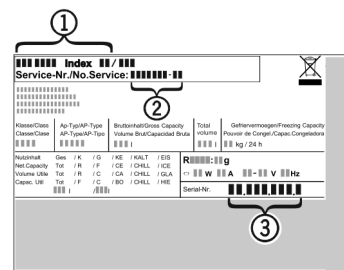 1
Index /
Service-Nr./No.Service: -
2
Klasse/Class Ap-Typ/AP-Type Bruttoinhalt/Gross Capacity Total Gefriervermoegen/Freezing Capacity
Classe/Clase AP-Type/AP-Tipo Volume Brut/Capacidad Bruta volume Pouvoir de Congel./Capac.Congeladora
l l kg / 24 h
Nutzinhalt Ges / K / G / KE / KALT / EIS
Net.Capacity Tot / R / F / CE / CHILL / ICE
Volume Utile Tot / R / C / CA / CHILL / GLA
Capac. Util Tot / F / C / BO / CHILL / HIE
l / l
R : g
W A - V Hz
Serial-Nr.
3